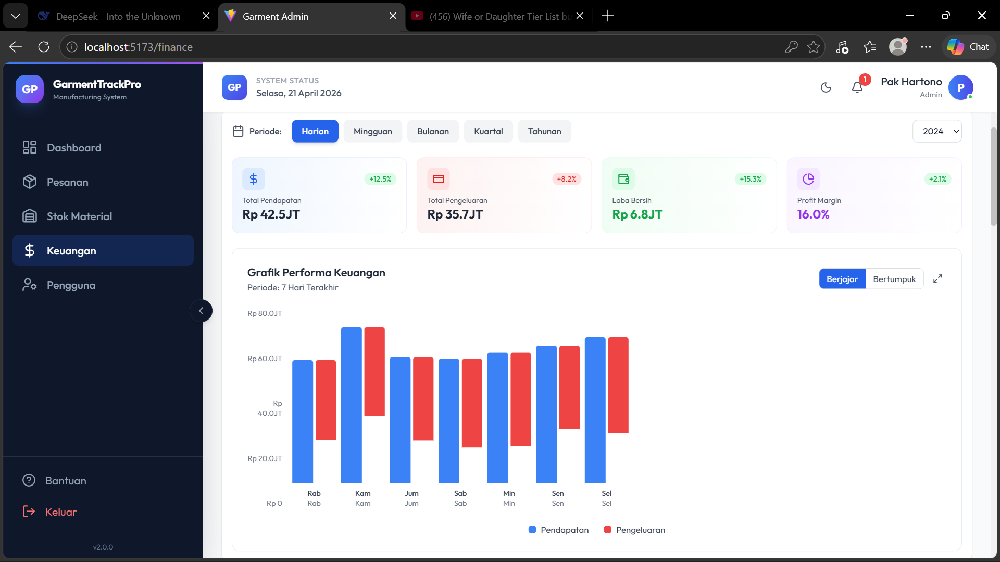 DeepSeek - Into the Unknown
Garment Admin
(456) Wife or Daughter Tier List bu
localhost:5173/finance
Chat
GP
GarmentTrackPro
Manufacturing System
Dashboard
Pesanan
Stok Material
Keuangan
Pengguna
Bantuan
Keluar
v2.0.0
GP
SYSTEM STATUS
Selasa, 21 April 2026
1
Pak Hartono
Admin
P
Periode:
Harian
Mingguan
Bulanan
Kuartal
Tahunan
2024
+12.5%
Total Pendapatan
Rp 42.5JT
+8.2%
Total Pengeluaran
Rp 35.7JT
+15.3%
Laba Bersih
Rp 6.8JT
+2.1%
Profit Margin
16.0%
Grafik Performa Keuangan
Periode: 7 Hari Terakhir
Berjajar
Bertumpuk
Rp 80.0JT
Rp 60.0JT
Rp
40.0JT
Rp 20.0JT
Rp 0
Rab Kam Jum Sab Min Sen Sel
Rab Kam Jum Sab Min Sen Sel
Pendapatan
Pengeluaran